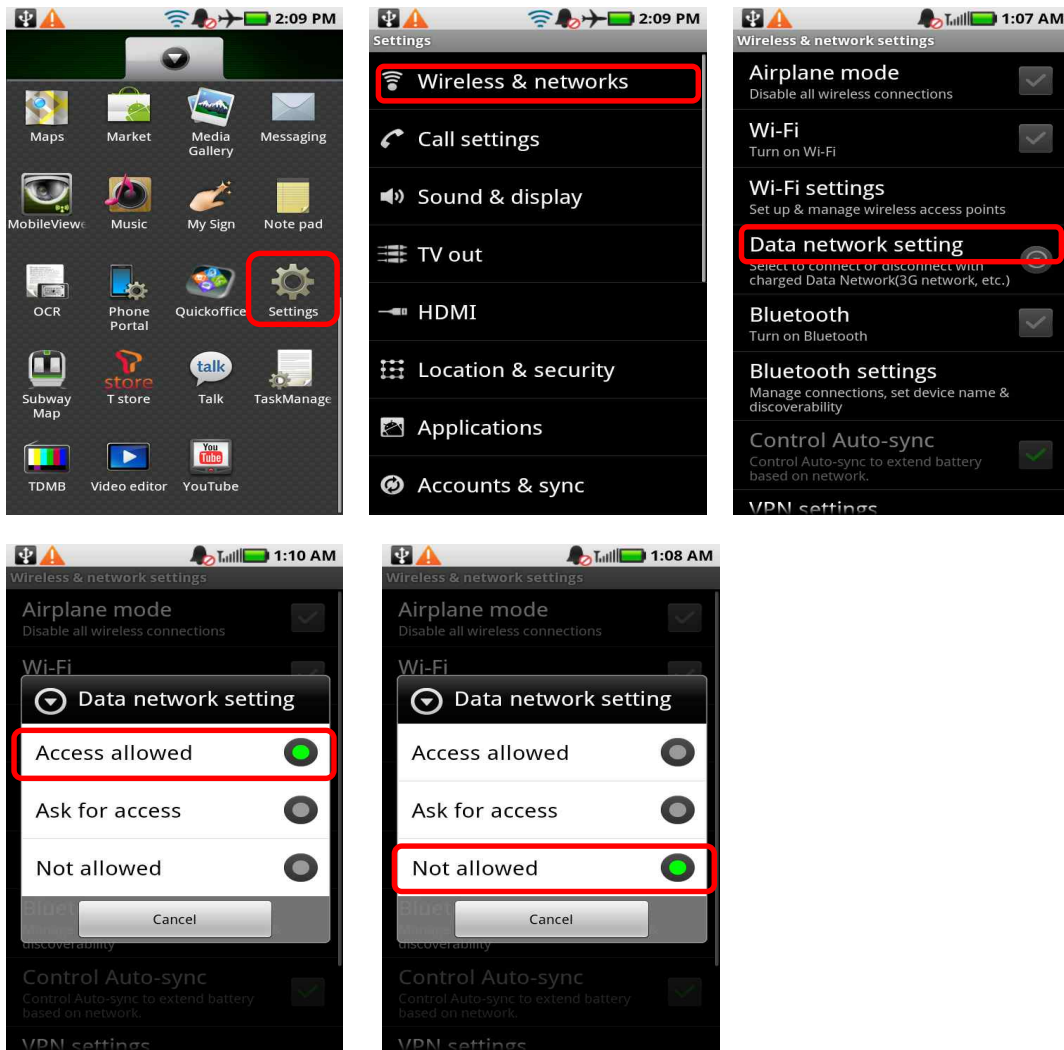 2:09 PM
Maps
Market
Media
Gallery
Messaging
MobileViewe
Music
My Sign
Note pad
OCR
Phone
Portal
Quickoffice
Settings
Subway
Map
store
T store
talk
Talk
TaskManage
TDMB
Video editor
You
Tube
YouTube
2:09 PM
Settings
Wireless & networks
Call settings
Sound & display
TV out
HDMI
Location & security
Applications
Accounts & sync
1:07 AM
Wireless & network settings
Airplane mode
Disable all wireless connections
Wi-Fi
Turn on Wi-Fi
Wi-Fi settings
Set up & manage wireless access points
Data network setting
Select to connect or disconnect with
charged Data Network(3G network, etc.)
Bluetooth
Turn on Bluetooth
Bluetooth settings
Manage connections, set device name &
discoverability
Control Auto-sync
Control Auto-sync to extend battery
based on network.
VPN settings
1:10 AM
Wireless & network settings
Airplane mode
Disable all wireless connections
Wi-Fi
Data network setting
Access allowed
Ask for access
Not allowed
Cancel
discoverability
Control Auto-sync
Control Auto-sync to extend battery
based on network.
VPN settings
1:08 AM
Wireless & network settings
Airplane mode
Disable all wireless connections
Wi-Fi
Data network setting
Access allowed
Ask for access
Not allowed
Cancel
discoverability
Control Auto-sync
Control Auto-sync to extend battery
based on network.
VPN settings